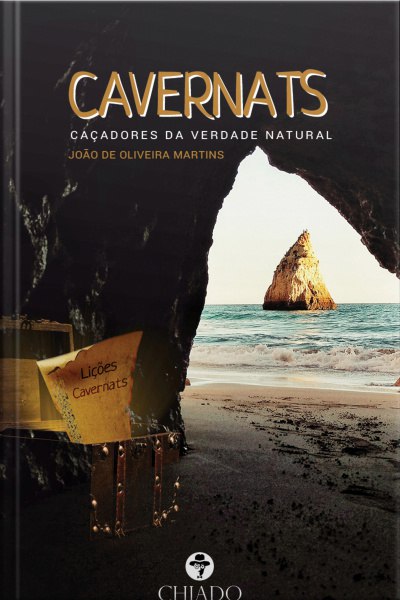 CAVERNATS
CAÇADORES DA VERDADE NATURAL
JOÃO DE OLIVEIRA MARTINS
Lições
Cavernats
CHIADO